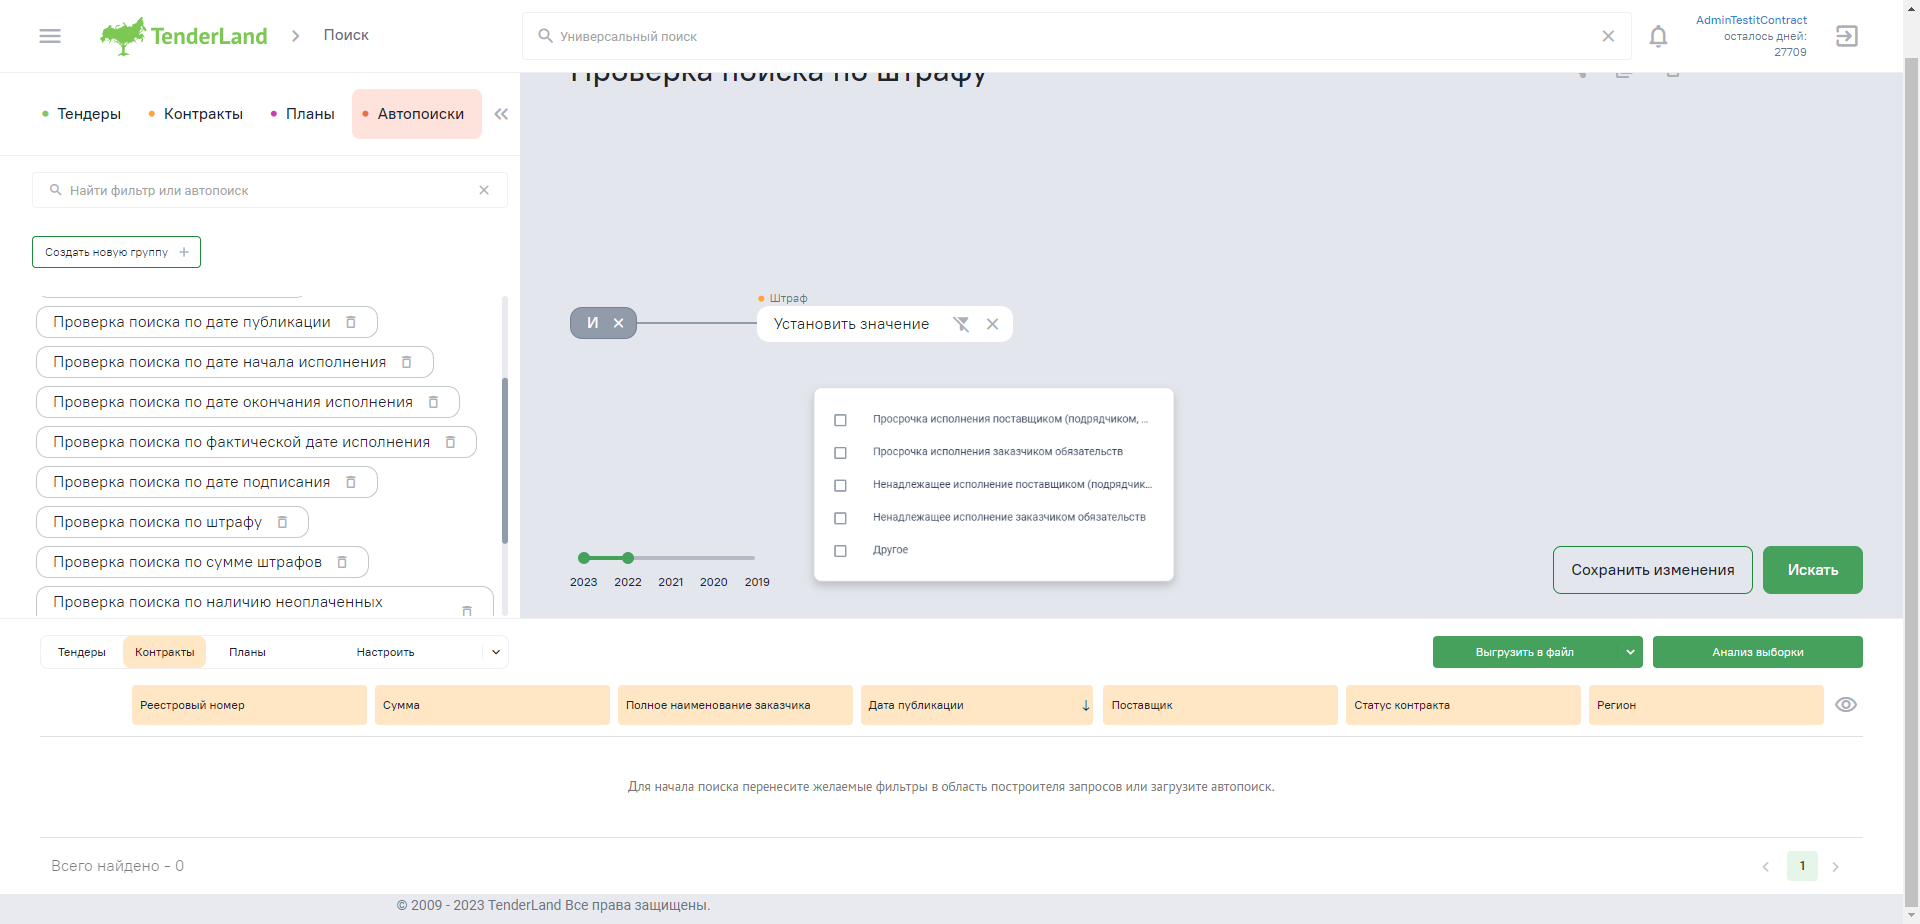 TenderLand
Поиск
Универсальный поиск
AdminTestitContract
осталось дней:
27709
Проверка поиска по штрафу
Тендеры
Контракты
Планы
Автопоиски
Найти фильтр или автопоиск
Создать новую группу
Проверка поиска по дате публикации
Проверка поиска по дате начала исполнения
Проверка поиска по дате окончания исполнения
Проверка поиска по фактической дате исполнения
Проверка поиска по дате подписания
Проверка поиска по штрафу
Проверка поиска по сумме штрафов
Проверка поиска по наличию неоплаченных
И
Штраф
Установить значение
Просрочка исполнения поставщиком (подрядчиком, ...
Просрочка исполнения заказчиком обязательств
Ненадлежащее исполнение поставщиком (подрядчик...
Ненадлежащее исполнение заказчиком обязательств
Другое
2023 2022 2021 2020 2019
Сохранить изменения
Искать
Тендеры
Контракты
Планы
Настроить
Выгрузить в файл
Анализ выборки
Реестровый номер
Сумма
Полное наименование заказчика
Дата публикации
Поставщик
Статус контракта
Регион
Для начала поиска перенесите желаемые фильтры в область построителя запросов или загрузите автопоиск.
Всего найдено - 0
1
© 2009 - 2023 TenderLand Все права защищены.